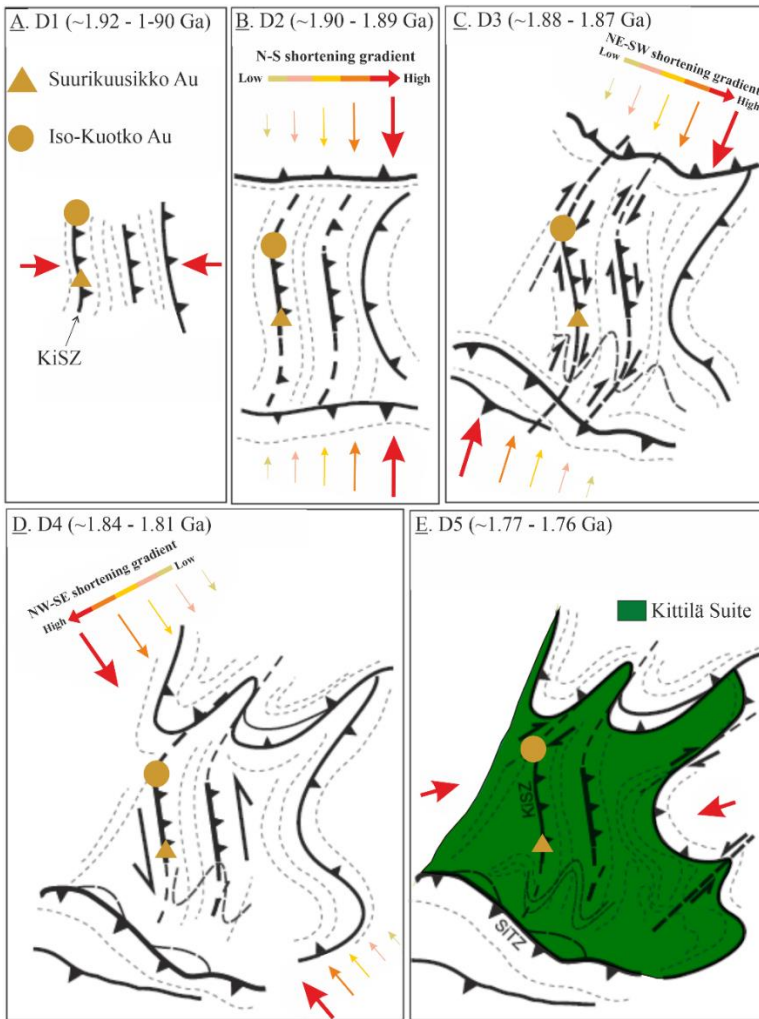 A. D1 (~1.92 - 1-90 Ga)
Suurikuusikko Au
Iso-Kuotko Au
KiSZ
B. D2 (~1.90 - 1.89 Ga)
N-S shortening gradient
Low
High
C. D3 (~1.88 - 1.87 Ga)
NE-SW shortening gradient
Low
High
D. D4 (~1.84 - 1.81 Ga)
NW-SE shortening gradient
Low
High
E. D5 (~1.77 - 1.76 Ga)
Kittilä Suite
KiSZ
SiTZ